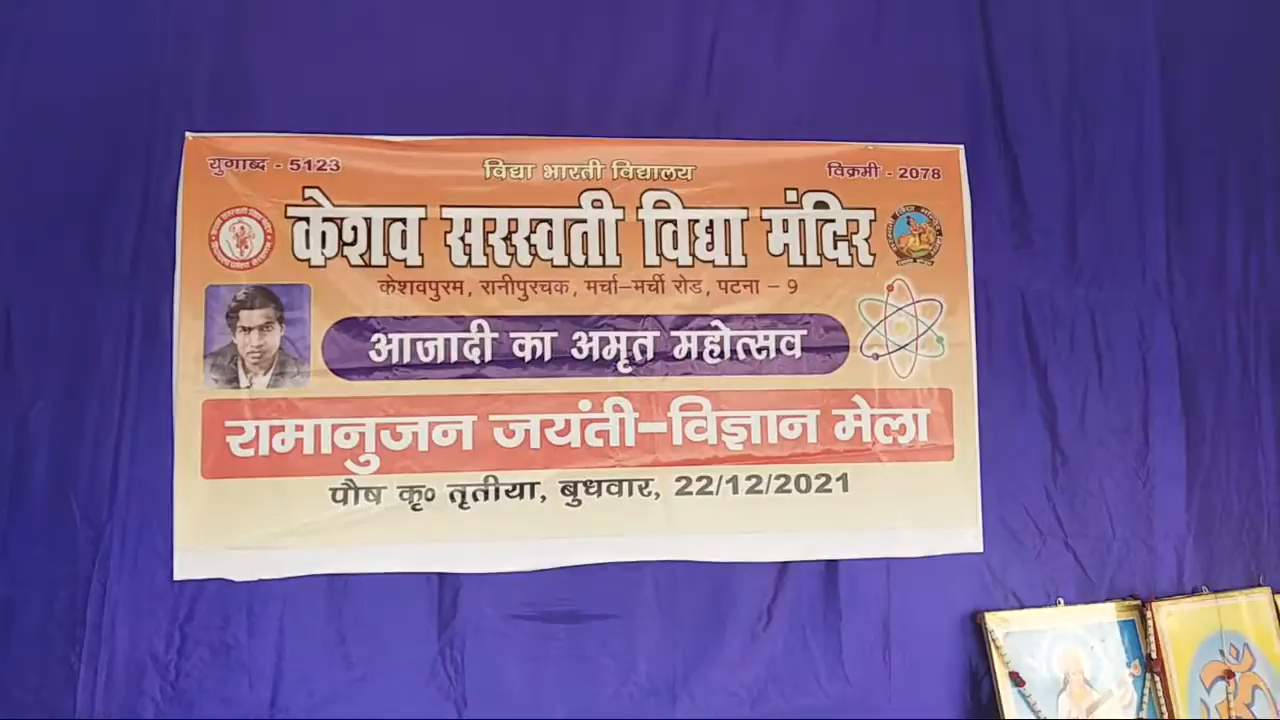 युगाब्द - 5123
विद्या भारती विद्यालय
विक्रमी - 2078
केशव सरस्वती विद्या मंदिर
केशवपुरम, रानीपुरचक, मर्चा–मर्ची रोड, पटना – 9
आजादी का अमृत महोत्सव
रामानुजन जयंती–विज्ञान मेला
पौष कृ० तृतीया, बुधवार, 22/12/2021